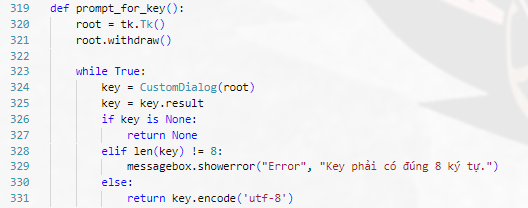 319 def prompt_for_key():
320     root = tk.Tk()
321     root.withdraw()
322
323     while True:
324         key = CustomDialog(root)
325         key = key.result
326         if key is None:
327             return None
328         elif len(key) != 8:
329             messagebox.showerror("Error", "Key phải có đúng 8 ký tự.")
330         else:
331             return key.encode('utf-8')